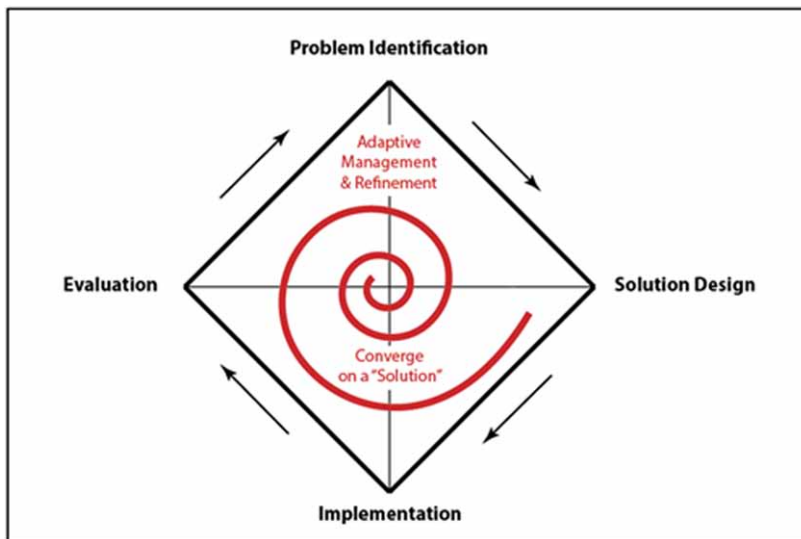 Problem Identification
Adaptive
Management
& Refinement
Evaluation
Solution Design
Converge
on a "Solution"
Implementation